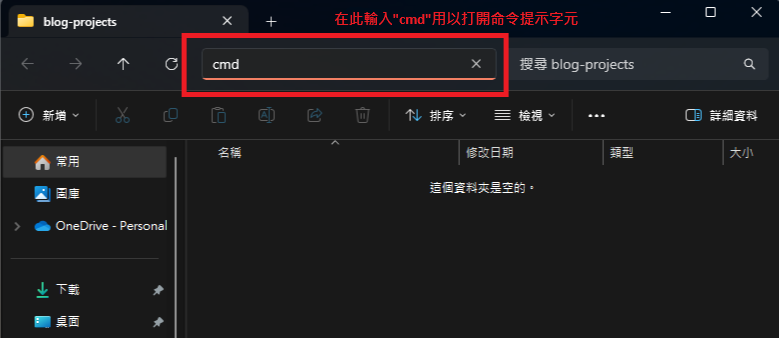 blog-projects
在此輸入"cmd"用以打開命令提示字元
cmd
搜尋 blog-projects
新增
排序
檢視
詳細資料
常用
圖庫
OneDrive - Personal
下載
桌面
名稱
修改日期
類型
大小
這個資料夾是空的。